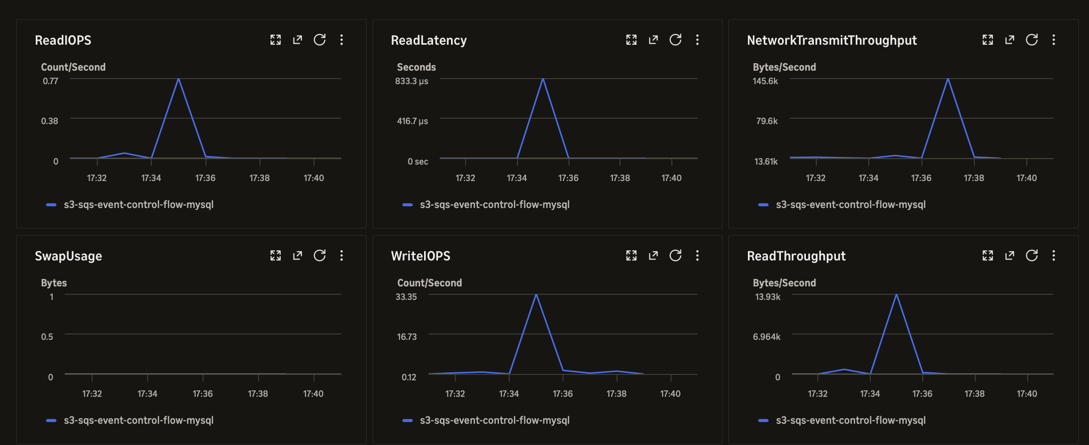 ReadIOPS
Count/Second
0.77
0.38
0
17:32 17:34 17:36 17:38 17:40
s3-sqs-event-control-flow-mysql
ReadLatency
Seconds
833.3 µs
416.7 µs
0 sec
17:32 17:34 17:36 17:38 17:40
s3-sqs-event-control-flow-mysql
NetworkTransmitThroughput
Bytes/Second
145.6k
79.6k
13.61k
17:32 17:34 17:36 17:38 17:40
s3-sqs-event-control-flow-mysql
SwapUsage
Bytes
1
0.5
0
17:32 17:34 17:36 17:38 17:40
s3-sqs-event-control-flow-mysql
WriteIOPS
Count/Second
33.35
16.73
0.12
17:32 17:34 17:36 17:38 17:40
s3-sqs-event-control-flow-mysql
ReadThroughput
Bytes/Second
13.93k
6.964k
0
17:32 17:34 17:36 17:38 17:40
s3-sqs-event-control-flow-mysql